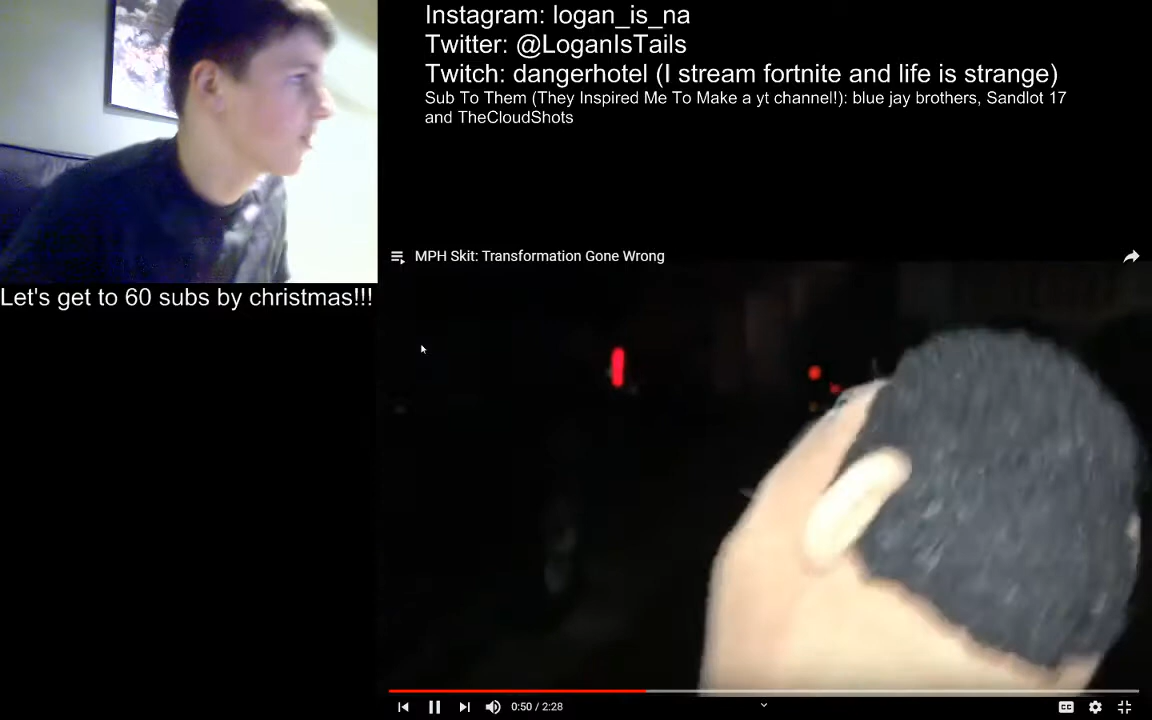 Instagram: logan_is_na
Twitter: @LoganIsTails
Twitch: dangerhotel (I stream fortnite and life is strange)
Sub To Them (They Inspired Me To Make a yt channel!): blue jay brothers, Sandlot 17
and TheCloudShots
MPH Skit: Transformation Gone Wrong
Let's get to 60 subs by christmas!!!
0:50 / 2:28
CC